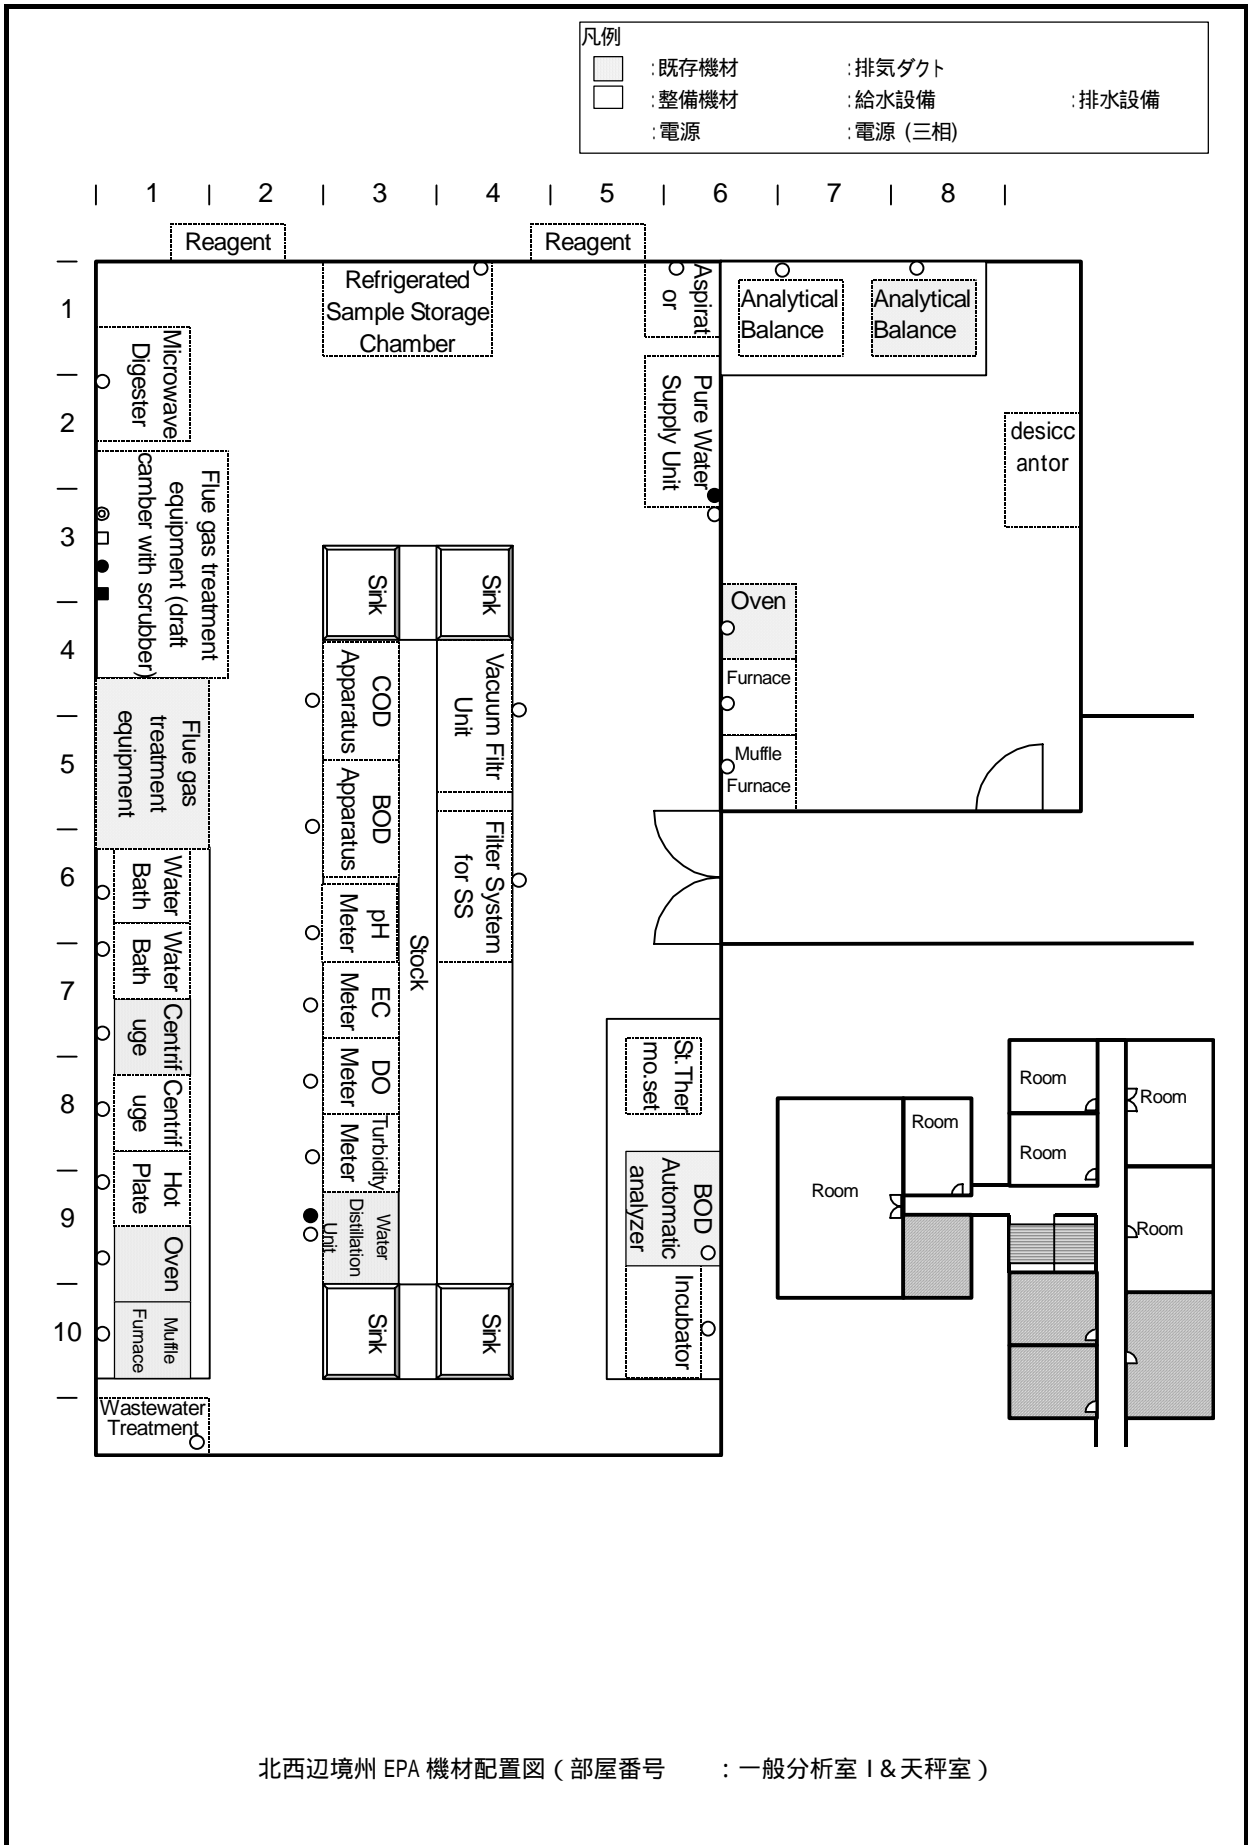 凡例
:既存機材 :排気ダクト
:整備機材 :給水設備 :排水設備
:電源 :電源 (三相)
| 1 | 2 | 3 | 4 | 5 | 6 | 7 | 8 |
Reagent
Reagent
1
2
3
4
5
6
7
8
9
10
Refrigerated
Sample Storage
Chamber
Aspirat
or
Analytical
Balance
Analytical
Balance
Microwave
Digester
Pure Water
Supply Unit
desicc
antor
Flue gas treatment
equipment (draft
camber with scrubber)
Sink
Sink
Oven
Furnace
Muffle
Furnace
Flue gas
treatment
equipment
COD
Apparatus
BOD
Apparatus
pH
Meter
EC
Meter
DO
Meter
Turbidity
Meter
Water
Distillation
Unit
Stock
Vacuum Filtr
Unit
Filter System
for SS
Water
Bath
Water
Bath
Centrif
uge
Centrif
uge
Hot
Plate
Oven
Muffle
Furnace
Sink
Sink
St.Ther
mo.set
BOD
Automatic
analyzer
Incubator
Wastewater
Treatment
Room
Room
Room
Room
Room
Room
北西辺境州 EPA 機材配置図 ( 部屋番号 : 一般分析室 I & 天秤室 )